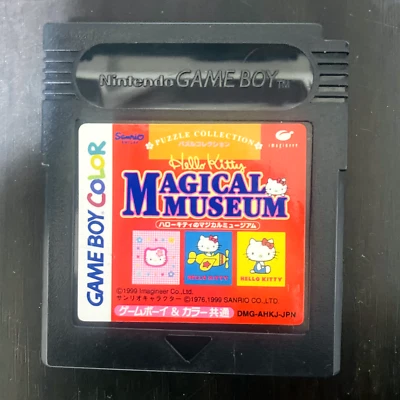 Nintendo GAME BOY™
GAME BOY COLOR
Sanrio
PUZZLE COLLECTION
パズルコレクション
imagineer
Hello Kitty
MAGICAL
MUSEUM
ハローキティのマジカルミュージアム
HELLO KITTY
HELLO KITTY
©1999 Imagineer Co.,Ltd.
サンリオキャラクター ©1976,1999 SANRIO CO.,LTD.
ゲームボーイ & カラー共通
DMG-AHKJ-JPN